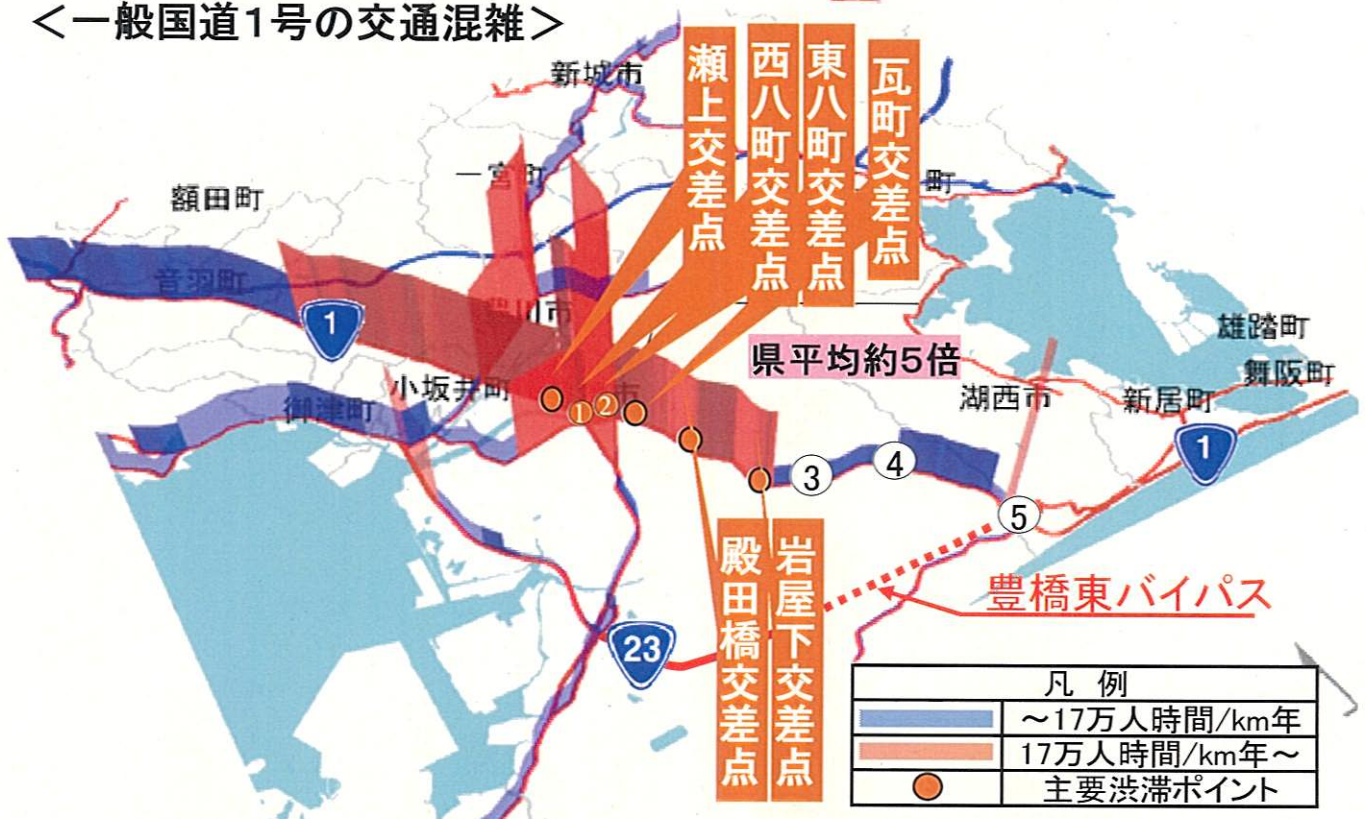 ＜一般国道1号の交通混雑＞
新城市
瀬上交差点
西八町交差点
東八町交差点
瓦町交差点
一宮町
町
額田町
音羽町
1
豊川市
県平均約5倍
雄踏町
舞阪町
小坂井町
御津町
市
湖西市
新居町
1
①
②
③
④
⑤
殿田橋交差点
岩屋下交差点
豊橋東バイパス
23
凡 例
～17万人時間/km年
17万人時間/km年～
主要渋滞ポイント